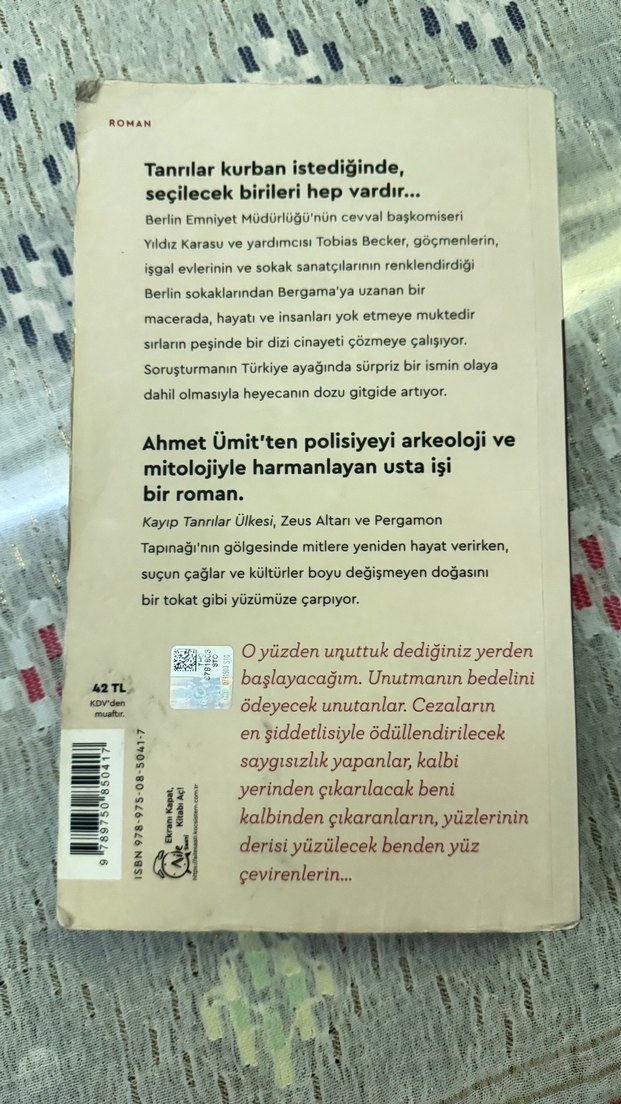 ROMAN
Tanrılar kurban istediğinde,
seçilecek birileri hep vardır...
Berlin Emniyet Müdürlüğü'nün cevval başkomiseri
Yıldız Karasu ve yardımcısı Tobias Becker, göçmenlerin,
işgal evlerinin ve sokak sanatçılarının renklendirdiği
Berlin sokaklarından Bergama'ya uzanan bir
macerada, hayatı ve insanları yok etmeye muktedir
sırların peşinde bir dizi cinayeti çözmeye çalışıyor.
Soruşturmanın Türkiye ayağında sürpriz bir ismin olaya
dahil olmasıyla heyecanın dozu gitgide artıyor.
Ahmet Ümit'ten polisiyeyi arkeoloji ve
mitolojiyle harmanlayan usta işi
bir roman.
Kayıp Tanrılar Ülkesi, Zeus Altarı ve Pergamon
Tapınağı'nın gölgesinde mitlere yeniden hayat verirken,
suçun çağlar ve kültürler boyu değişmeyen doğasını
bir tokat gibi yüzümüze çarpıyor.
O yüzden unuttuk dediğiniz yerden
başlayacağım. Unutmanın bedelini
ödeyecek unutanlar. Cezaların
en şiddetlisiyle ödüllendirilecek
saygısızlık yapanlar, kalbi
yerinden çıkarılacak beni
kalbinden çıkaranların, yüzlerinin
derisi yüzülecek benden yüz
çevirenlerin...
42 TL
KDV'den
muaftır.
9 789750 850417
ISBN 978-975-08-5041-7
Ekranı Kapat,
Kitabı Aç!
Aile